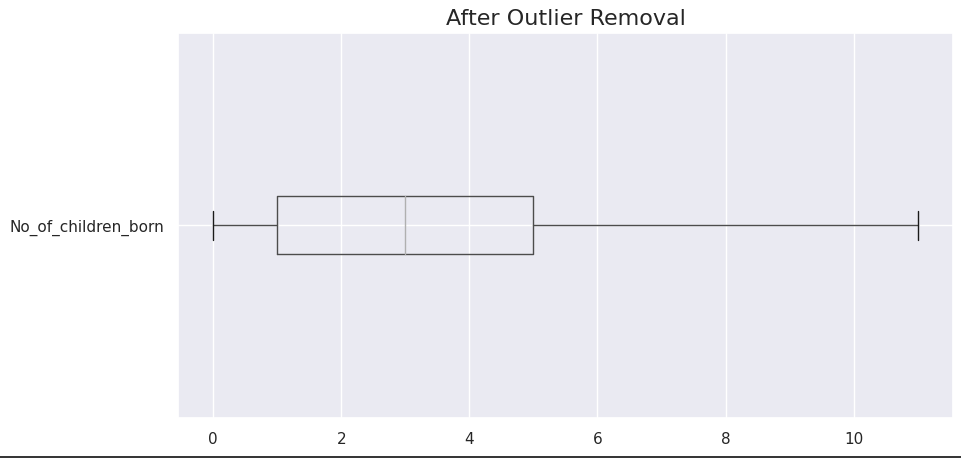 After Outlier Removal
No_of_children_born
0 2 4 6 8 10